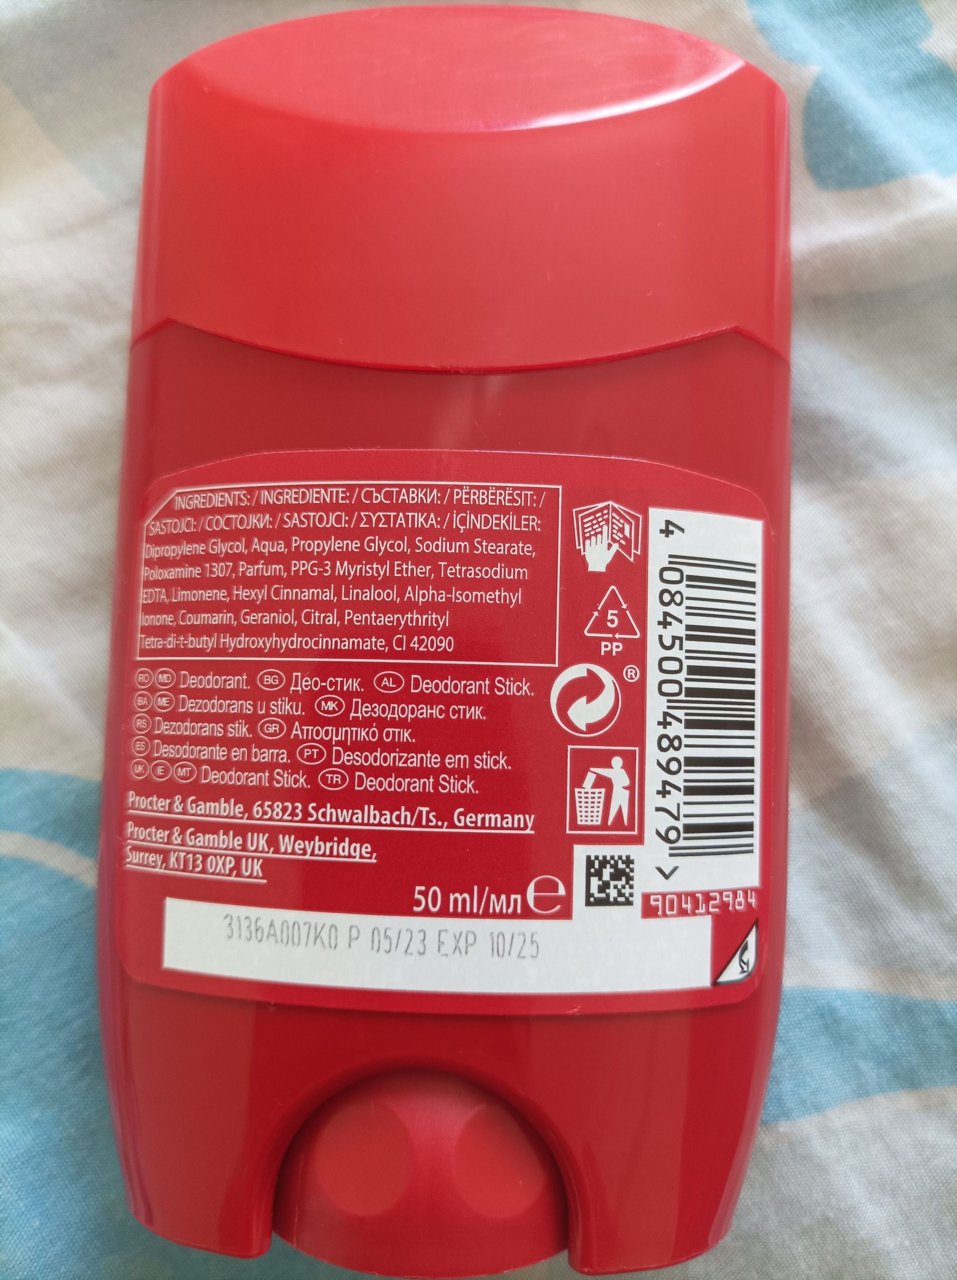 INGREDIENTS: / INGREDIENTE: / СЪСТАВКИ: / PËRBËRËSIT: /
SASTOJCI: / СОСТОЈКИ: / SASTOJCI: / ΣΥΣΤΑΤΙΚΑ: / İÇİNDEKİLER:
Dipropylene Glycol, Aqua, Propylene Glycol, Sodium Stearate,
Poloxamine 1307, Parfum, PPG-3 Myristyl Ether, Tetrasodium
EDTA, Limonene, Hexyl Cinnamal, Linalool, Alpha-Isomethyl
Ionone, Coumarin, Geraniol, Citral, Pentaerythrityl
Tetra-di-t-butyl Hydroxyhydrocinnamate, CI 42090
RO MD Deodorant. BG Део-стик. AL Deodorant Stick.
BA ME Dezodorans u stiku. MK Дезодоранс стик.
RS Dezodorans stik. GR Αποσμητικό στικ.
ES Desodorante en barra. PT Desodorizante em stick.
UK IE MT Deodorant Stick. TR Deodorant Stick.
Procter & Gamble, 65823 Schwalbach/Ts., Germany
Procter & Gamble UK, Weybridge,
Surrey, KT13 0XP, UK
50 ml/мл ℮
3136A007K0 P 05/23 EXP 10/25
5
PP
®
4 084500 489479 >
90412984